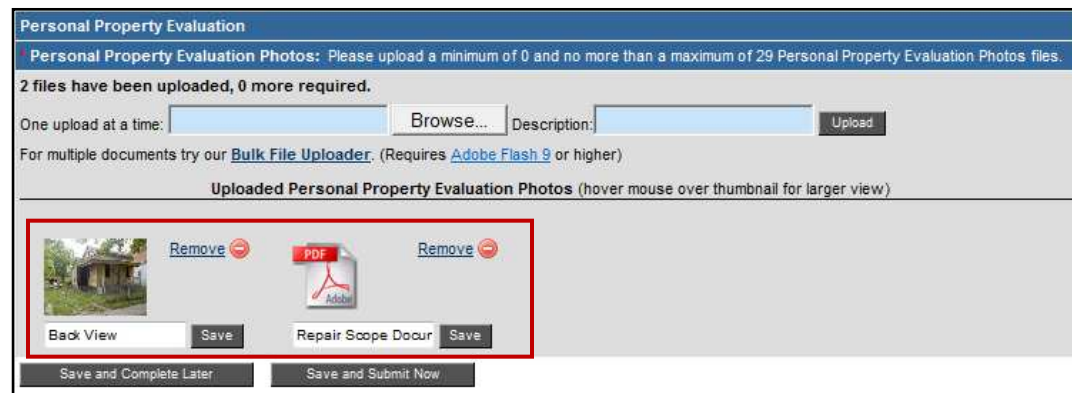 Personal Property Evaluation
* Personal Property Evaluation Photos: Please upload a minimum of 0 and no more than a maximum of 29 Personal Property Evaluation Photos files.
2 files have been uploaded, 0 more required.
One upload at a time: Browse... Description: Upload
For multiple documents try our Bulk File Uploader. (Requires Adobe Flash 9 or higher)
Uploaded Personal Property Evaluation Photos (hover mouse over thumbnail for larger view)
Remove PDF Adobe Remove
Back View Save Repair Scope Docur Save
Save and Complete Later Save and Submit Now